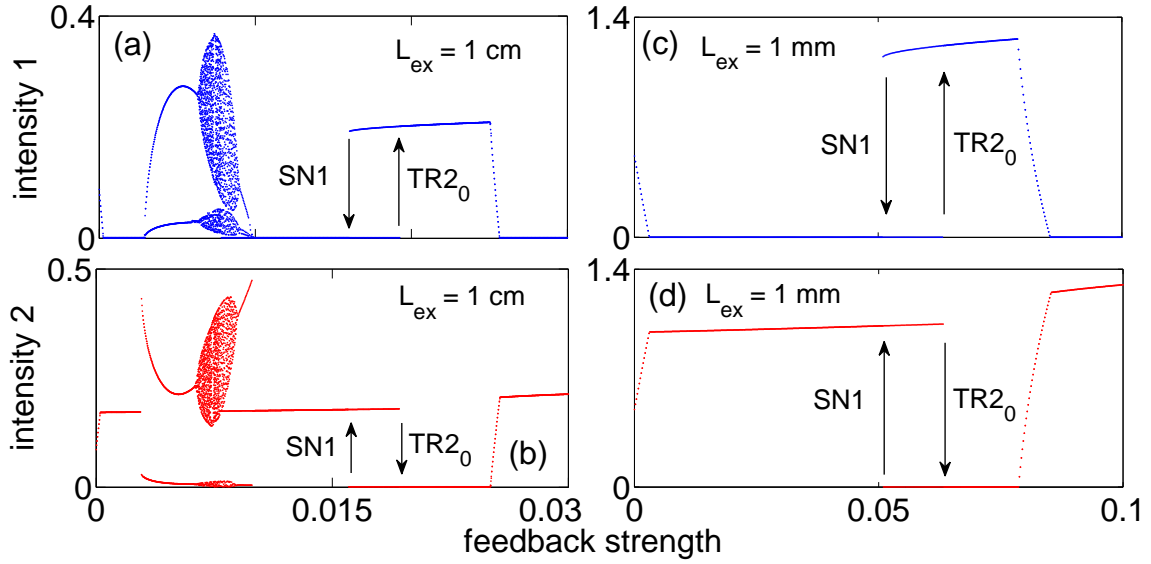 0.4
(a)
L_ex = 1 cm
intensity 1
SN1
TR2_0
0
1.4
(c)
L_ex = 1 mm
SN1
TR2_0
0
0.5
L_ex = 1 cm
intensity 2
SN1
TR2_0
(b)
0
0
0.015
0.03
1.4
(d)
L_ex = 1 mm
SN1
TR2_0
0
0
0.05
0.1
feedback strength